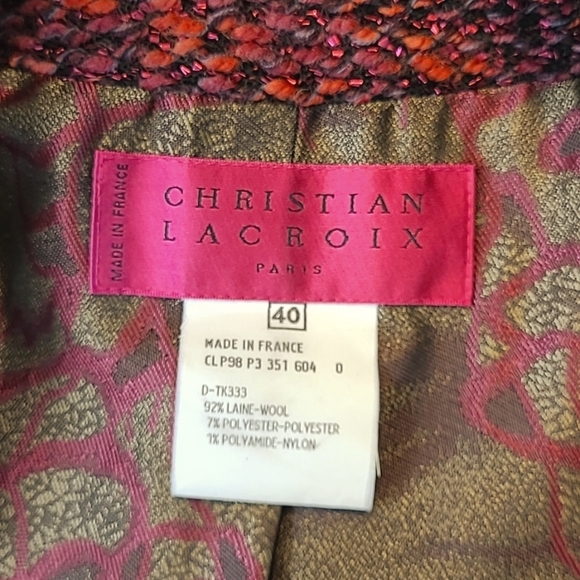 MADE IN FRANCE
CHRISTIAN
LACROIX
PARIS
40
MADE IN FRANCE
CLP98 P3 351 604 0
D-TK333
92% LAINE-WOOL
7% POLYESTER-POLYESTER
1% POLYAMIDE-NYLON